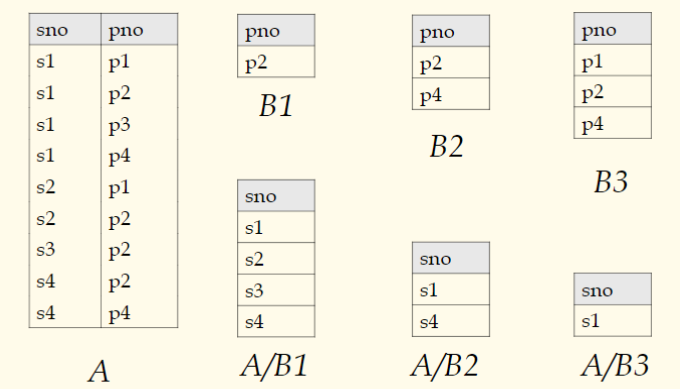 sno pno
s1 p1
s1 p2
s1 p3
s1 p4
s2 p1
s2 p2
s3 p2
s4 p2
s4 p4
A
pno
p2
B1
pno
p2
p4
B2
pno
p1
p2
p4
B3
sno
s1
s2
s3
s4
A/B1
sno
s1
s4
A/B2
sno
s1
A/B3